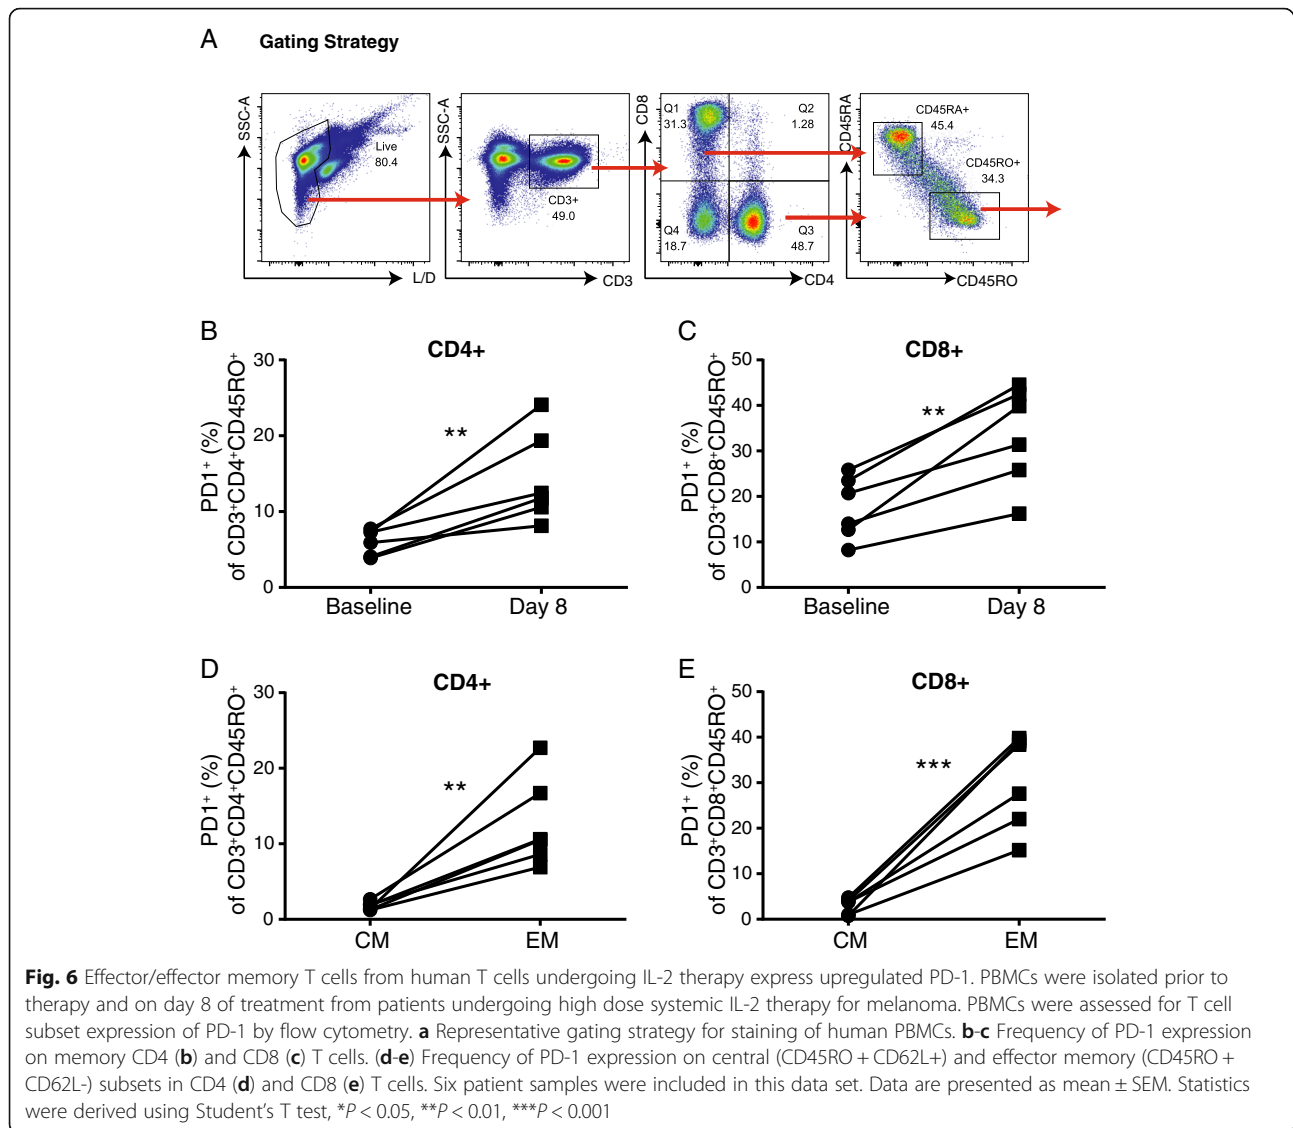 A Gating Strategy
SSC-A
Live
80.4
L/D
SSC-A
CD3+
49.0
CD3
CD8
Q1
31.3
Q2
1.28
Q4
18.7
Q3
48.7
CD4
CD45RA
CD45RA+
45.4
CD45RO+
34.3
CD45RO
B
CD4+
PD1⁺ (%)
of CD3⁺CD4⁺CD45RO⁺
30
20
10
0
**
Baseline Day 8
C
CD8+
PD1⁺ (%)
of CD3⁺CD8⁺CD45RO⁺
50
40
30
20
10
0
**
Baseline Day 8
D
CD4+
PD1⁺ (%)
of CD3⁺CD4⁺CD45RO⁺
30
20
10
0
**
CM EM
E
CD8+
PD1⁺ (%)
of CD3⁺CD8⁺CD45RO⁺
50
40
30
20
10
0
***
CM EM
Fig. 6 Effector/effector memory T cells from human T cells undergoing IL-2 therapy express upregulated PD-1. PBMCs were isolated prior to
therapy and on day 8 of treatment from patients undergoing high dose systemic IL-2 therapy for melanoma. PBMCs were assessed for T cell
subset expression of PD-1 by flow cytometry. a Representative gating strategy for staining of human PBMCs. b-c Frequency of PD-1 expression
on memory CD4 (b) and CD8 (c) T cells. (d-e) Frequency of PD-1 expression on central (CD45RO + CD62L+) and effector memory (CD45RO +
CD62L-) subsets in CD4 (d) and CD8 (e) T cells. Six patient samples were included in this data set. Data are presented as mean ± SEM. Statistics
were derived using Student's T test, *P < 0.05, **P < 0.01, ***P < 0.001